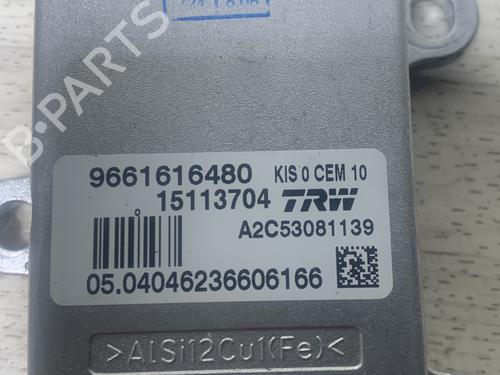 9661616480 KIS 0 CEM 10
15113704 TRW
A2C53081139
05.04046236606166
>AlSi12Cu1(Fe)<
B-PARTS